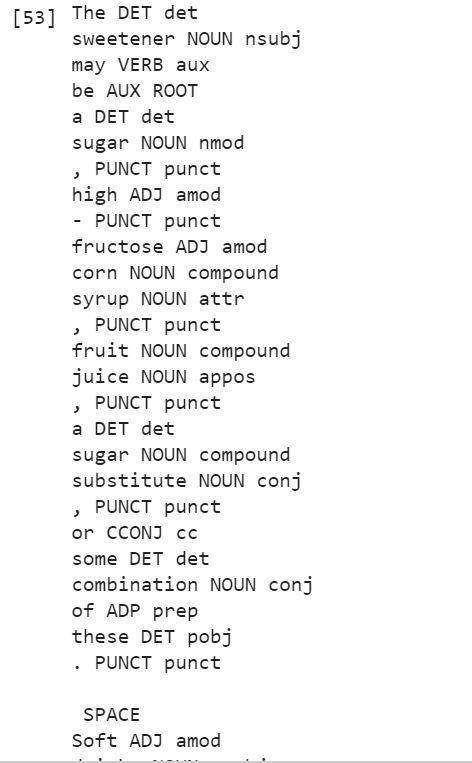 [53] The DET det
sweetener NOUN nsubj
may VERB aux
be AUX ROOT
a DET det
sugar NOUN nmod
, PUNCT punct
high ADJ amod
- PUNCT punct
fructose ADJ amod
corn NOUN compound
syrup NOUN attr
, PUNCT punct
fruit NOUN compound
juice NOUN appos
, PUNCT punct
a DET det
sugar NOUN compound
substitute NOUN conj
, PUNCT punct
or CCONJ cc
some DET det
combination NOUN conj
of ADP prep
these DET pobj
. PUNCT punct
SPACE
Soft ADJ amod